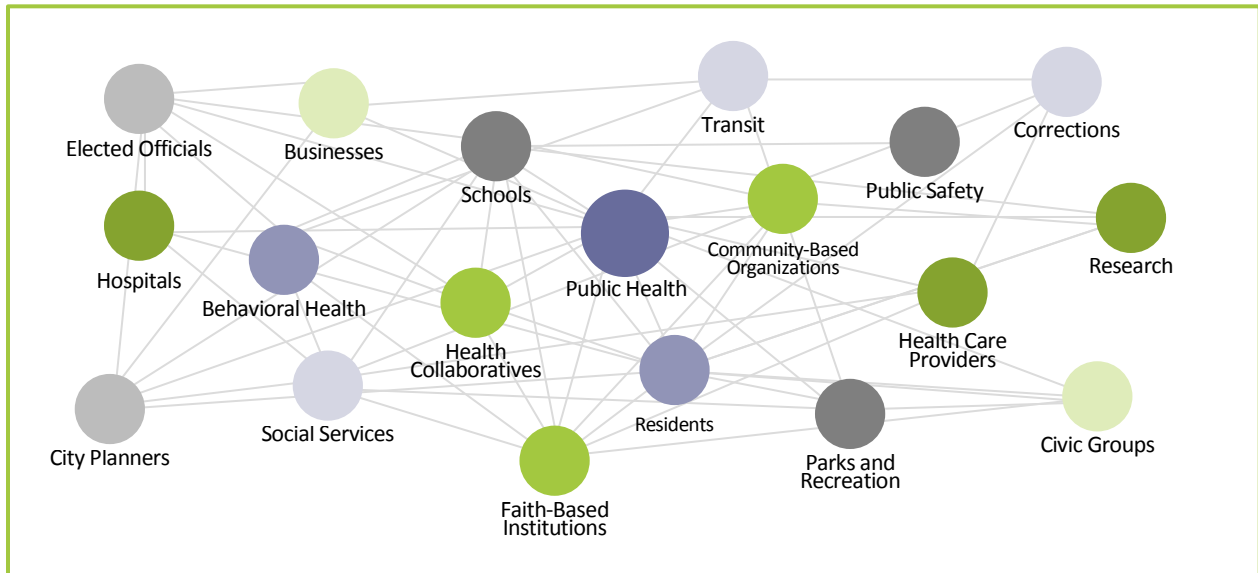 Transit
Corrections
Elected Officials
Businesses
Schools
Public Safety
Community-Based
Organizations
Research
Hospitals
Behavioral Health
Public Health
Health Care
Providers
Health
Collaboratives
Social Services
Residents
City Planners
Parks and
Recreation
Civic Groups
Faith-Based
Institutions